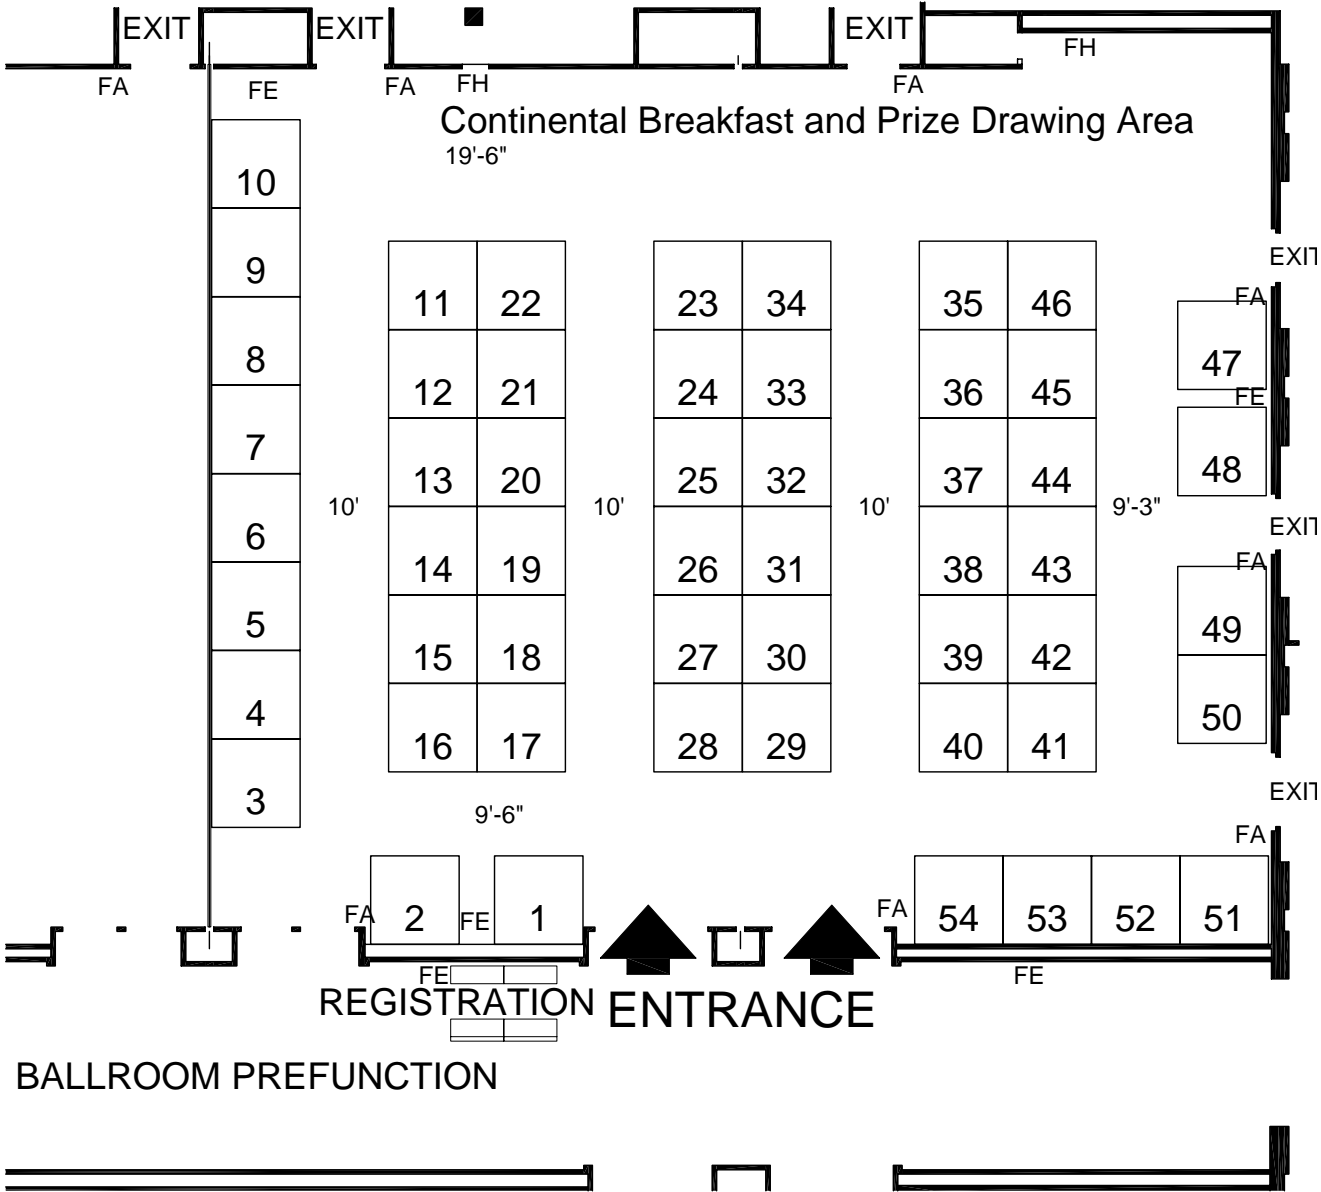 EXIT EXIT EXIT
FA FE FA FH FA FH
Continental Breakfast and Prize Drawing Area
19'-6"
10
9
8
7
6
5
4
3
10'
11 22
12 21
13 20
14 19
15 18
16 17
9'-6"
10'
23 34
24 33
25 32
26 31
27 30
28 29
10'
35 46
36 45
37 44
38 43
39 42
40 41
9'-3"
EXIT
FA
47
FE
48
EXIT
FA
49
50
EXIT
FA
FA 2 FE 1
FA 54 53 52 51
FE FE
REGISTRATION ENTRANCE
BALLROOM PREFUNCTION